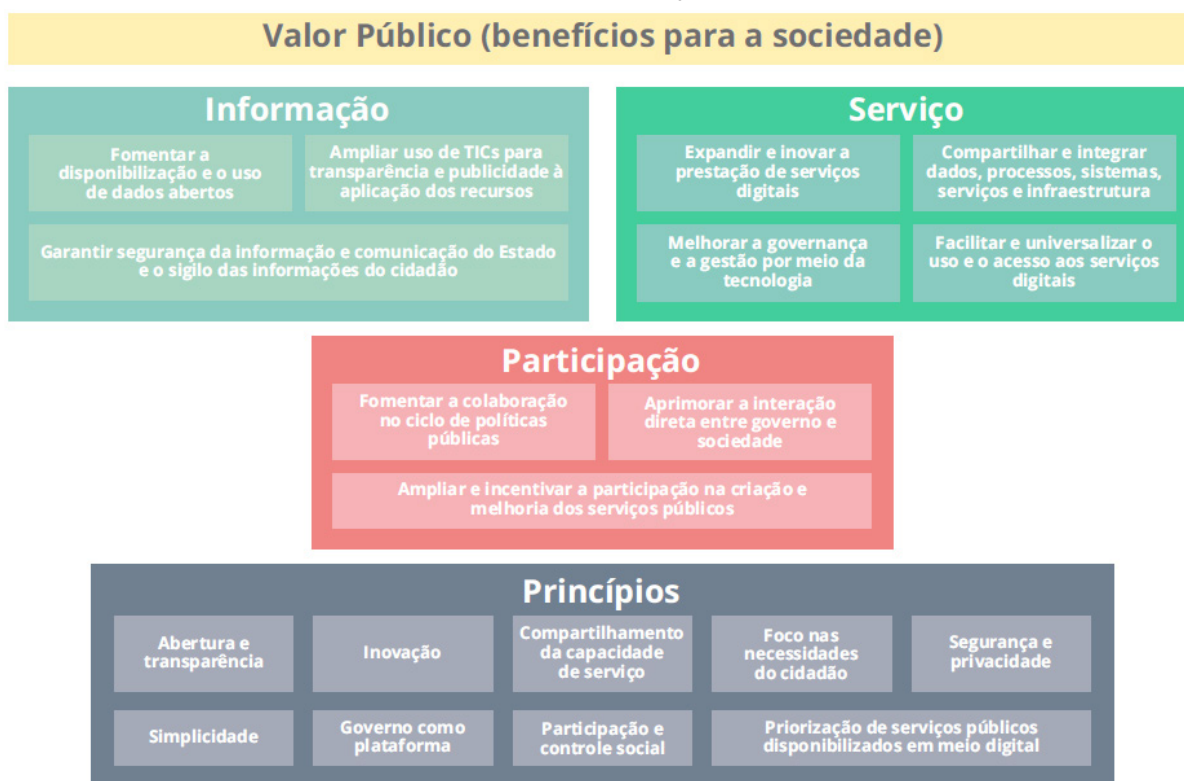 Valor Público (benefícios para a sociedade)
Informação
Fomentar a
disponibilização e o uso
de dados abertos
Ampliar uso de TICs para
transparência e publicidade à
aplicação dos recursos
Garantir segurança da informação e comunicação do Estado
e o sigilo das informações do cidadão
Serviço
Expandir e inovar a
prestação de serviços
digitais
Compartilhar e integrar
dados, processos, sistemas,
serviços e infraestrutura
Melhorar a governança
e a gestão por meio da
tecnologia
Facilitar e universalizar o
uso e o acesso aos serviços
digitais
Participação
Fomentar a colaboração
no ciclo de políticas
públicas
Aprimorar a interação
direta entre governo e
sociedade
Ampliar e incentivar a participação na criação e
melhoria dos serviços públicos
Princípios
Abertura e
transparência
Inovação
Compartilhamento
da capacidade
de serviço
Foco nas
necessidades
do cidadão
Segurança e
privacidade
Simplicidade
Governo como
plataforma
Participação e
controle social
Priorização de serviços públicos
disponibilizados em meio digital